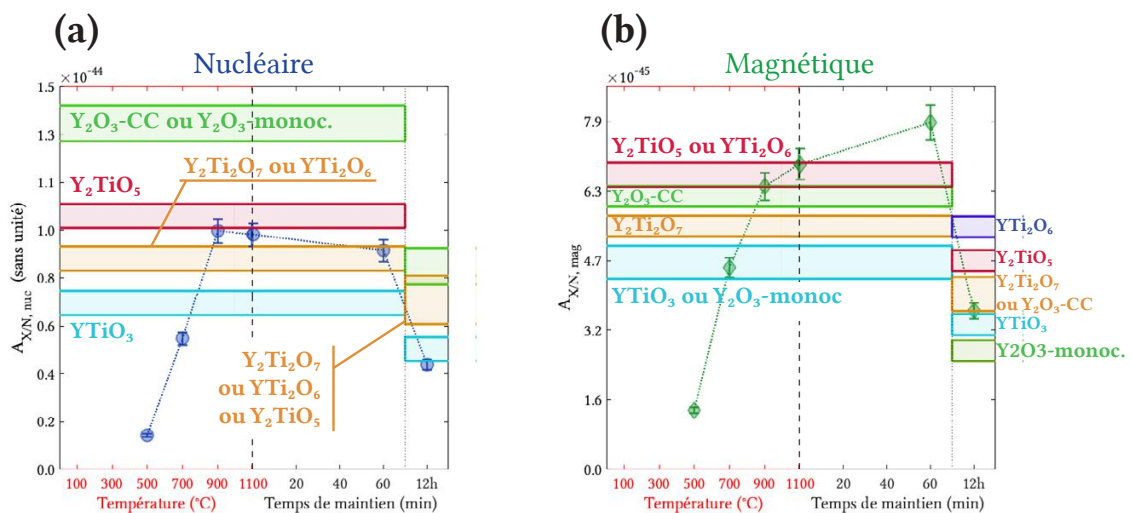 (a)
Nucléaire
×10⁻⁴⁴
1.5
1.3
1.1
1.0
0.8
0.6
0.4
0.2
0.0
A_X/N, nuc (sans unité)
Y₂O₃-CC ou Y₂O₃-monoc.
Y₂Ti₂O₇ ou YTi₂O₆
Y₂TiO₅
YTiO₃
Y₂Ti₂O₇
ou YTi₂O₆
ou Y₂TiO₅
100 300 500 700 900 1100 20 40 60 12h
Température (°C) Temps de maintien (min)
(b)
Magnétique
×10⁻⁴⁵
7.9
6.3
4.7
3.2
1.6
0.0
A_X/N, mag
Y₂TiO₅ ou YTi₂O₆
Y₂O₃-CC
Y₂Ti₂O₇
YTiO₃ ou Y₂O₃-monoc
YTi₂O₆
Y₂TiO₅
Y₂Ti₂O₇
ou Y₂O₃-CC
YTiO₃
Y2O3-monoc.
100 300 500 700 900 1100 20 40 60 12h
Température (°C) Temps de maintien (min)